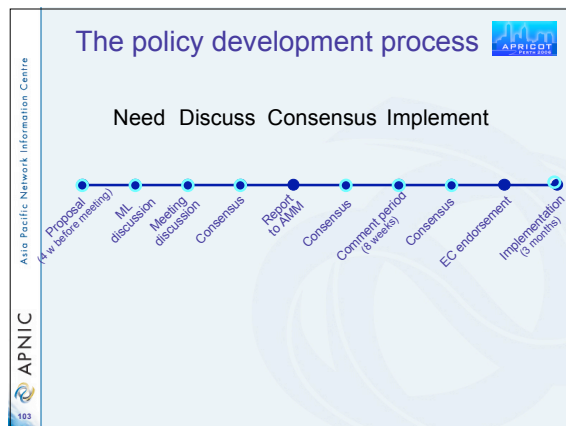 The policy development process
APRICOT
PERTH 2006
Asia Pacific Network Information Centre
Need Discuss Consensus Implement
Proposal
(4 w before meeting)
ML
discussion
Meeting
discussion
Consensus
Report
to AMM
Consensus
Comment period
(8 weeks)
Consensus
EC endorsement
Implementation
(3 months)
APNIC
103